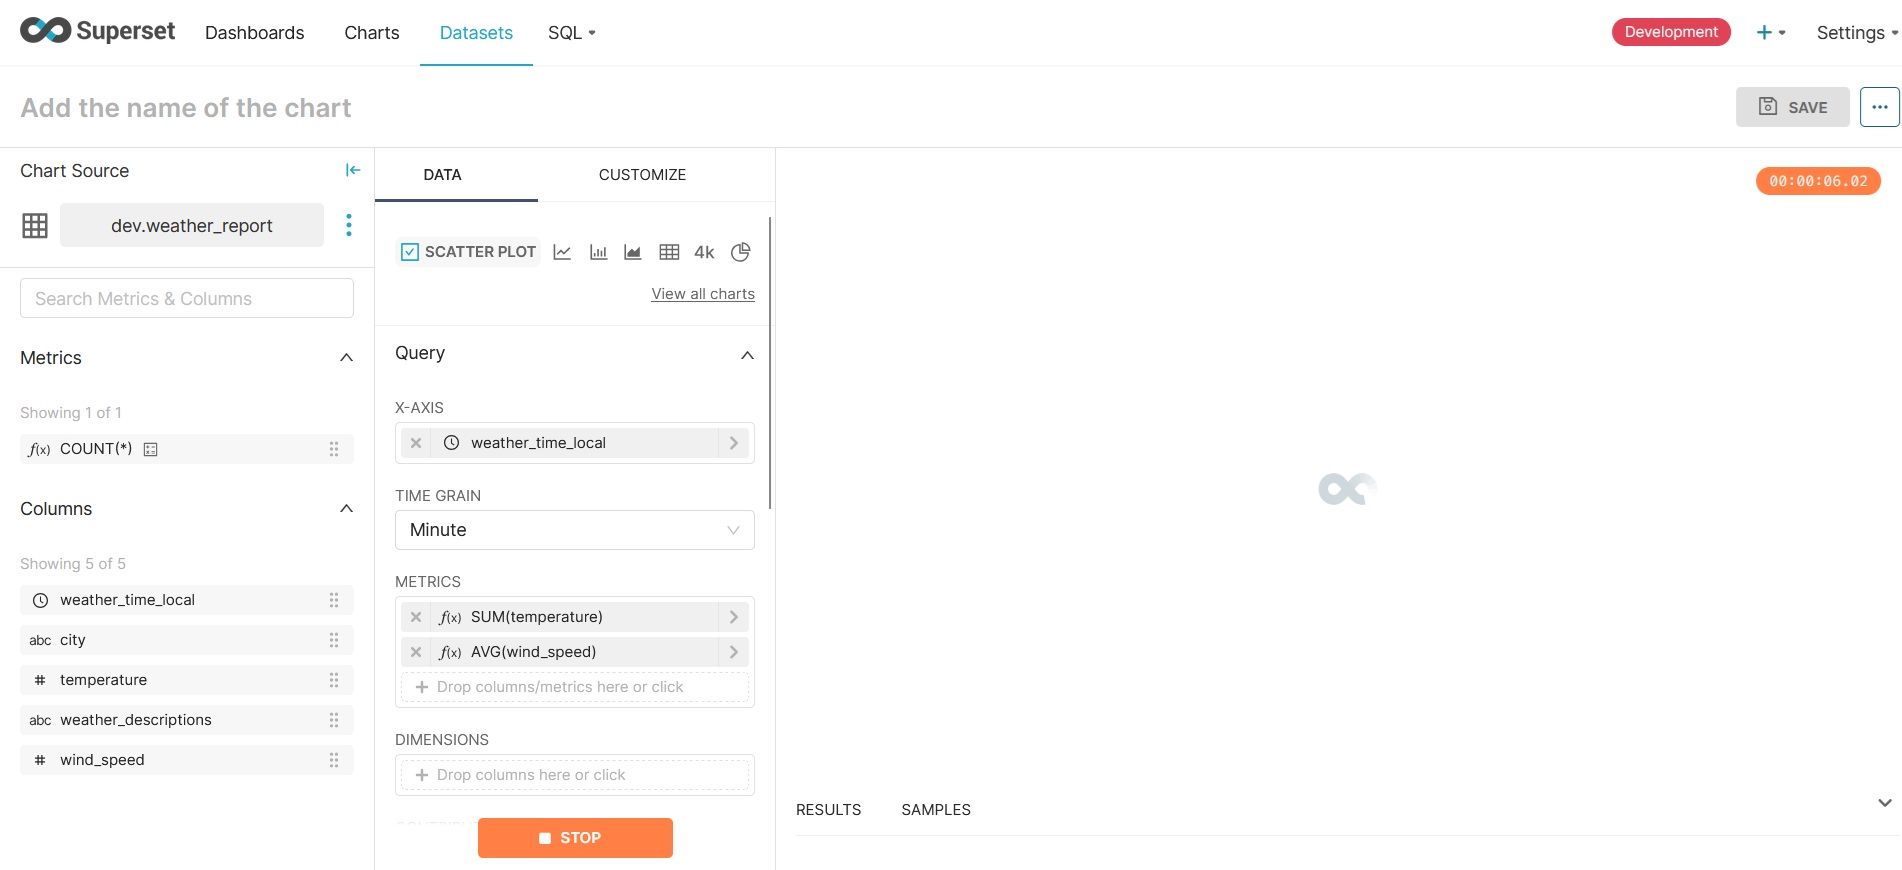 Superset Dashboards Charts Datasets SQL Development Settings
Add the name of the chart
SAVE
Chart Source
dev.weather_report
Search Metrics & Columns
Metrics
Showing 1 of 1
f(x) COUNT(*)
Columns
Showing 5 of 5
weather_time_local
abc city
# temperature
abc weather_descriptions
# wind_speed
DATA CUSTOMIZE
SCATTER PLOT 4k
View all charts
Query
X-AXIS
weather_time_local
TIME GRAIN
Minute
METRICS
f(x) SUM(temperature)
f(x) AVG(wind_speed)
+ Drop columns/metrics here or click
DIMENSIONS
+ Drop columns here or click
STOP
00:00:06.02
RESULTS SAMPLES